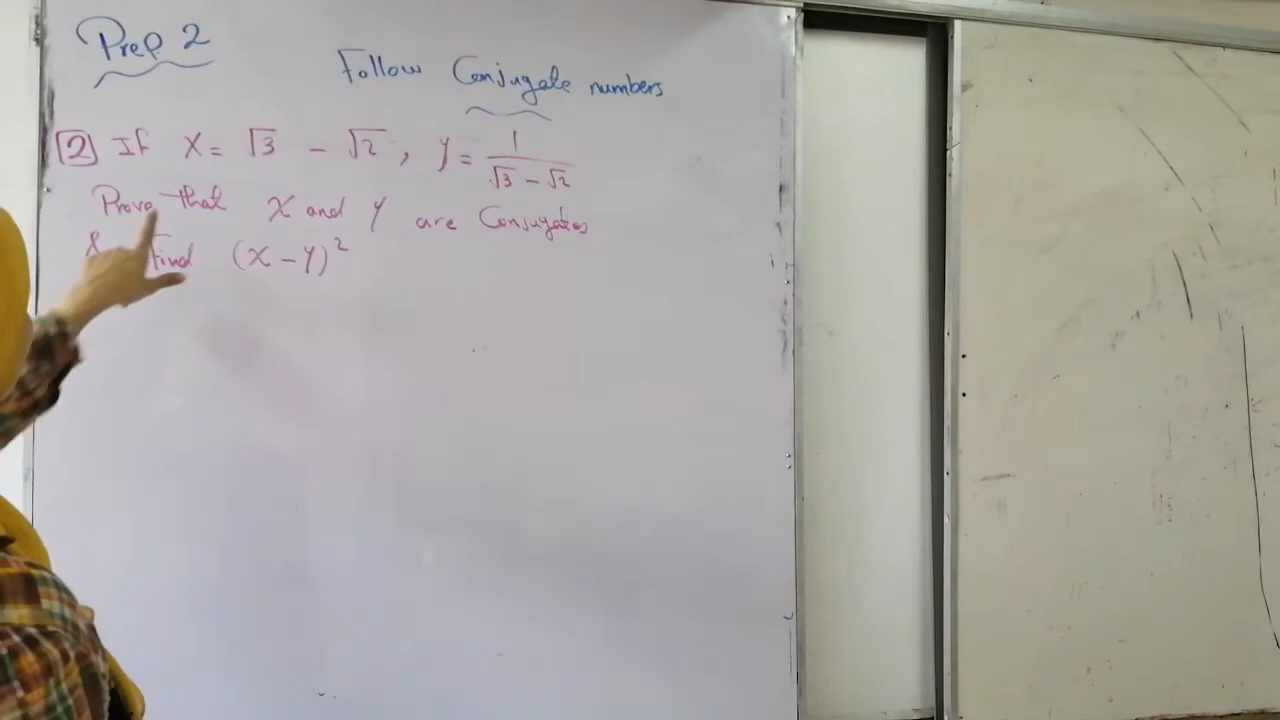 Prep 2
Follow Conjugate numbers
[2] If x = √3 - √2 , y = 1/(√3 - √2)
Prove that x and y are Conjugates
& find (x - y)²